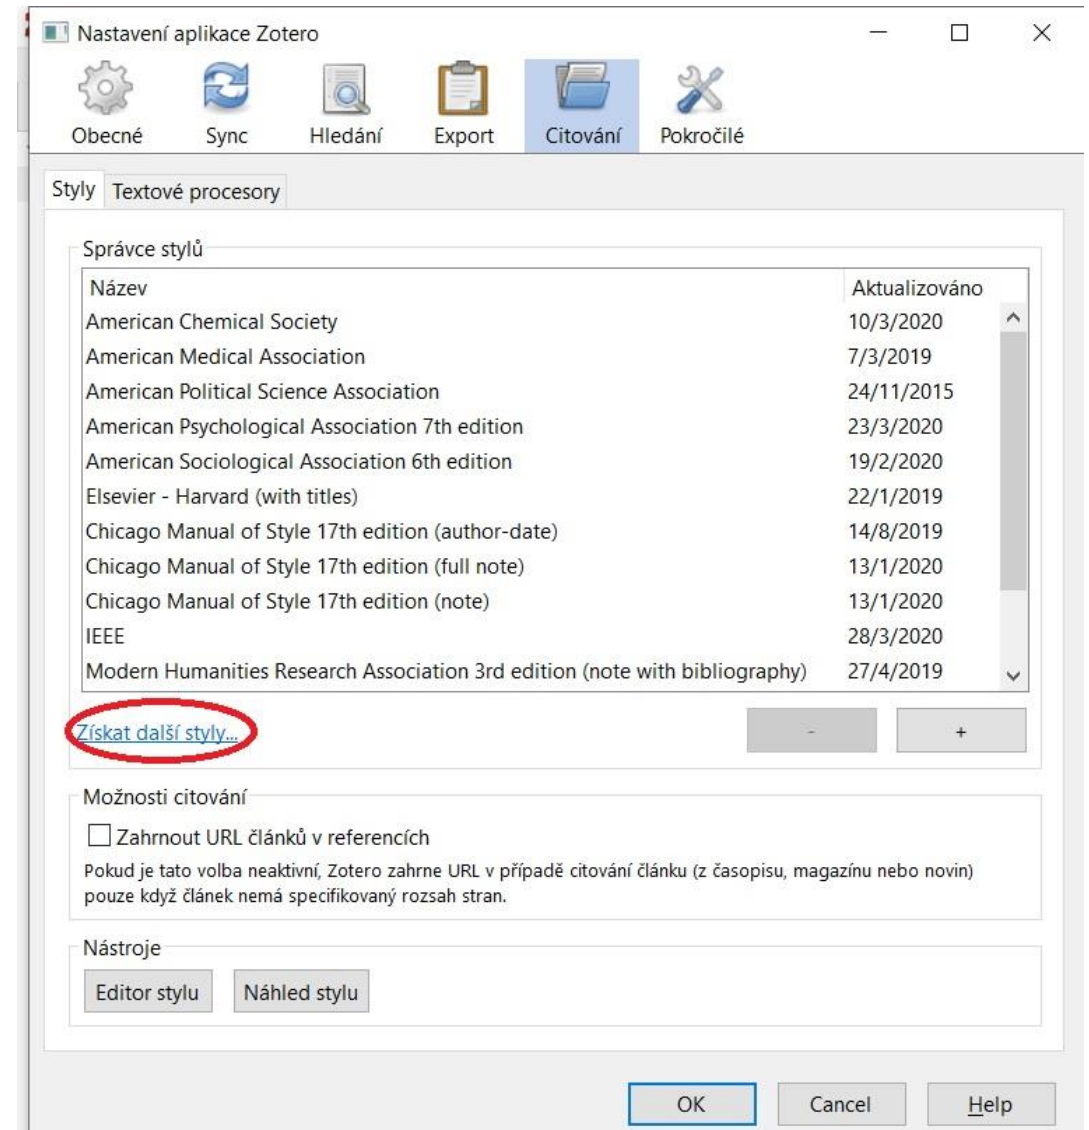 Nastavení aplikace Zotero
Obecné Sync Hledání Export Citování Pokročilé
Styly Textové procesory
Správce stylů
Název Aktualizováno
American Chemical Society 10/3/2020
American Medical Association 7/3/2019
American Political Science Association 24/11/2015
American Psychological Association 7th edition 23/3/2020
American Sociological Association 6th edition 19/2/2020
Elsevier - Harvard (with titles) 22/1/2019
Chicago Manual of Style 17th edition (author-date) 14/8/2019
Chicago Manual of Style 17th edition (full note) 13/1/2020
Chicago Manual of Style 17th edition (note) 13/1/2020
IEEE 28/3/2020
Modern Humanities Research Association 3rd edition (note with bibliography) 27/4/2019
Získat další styly...
- +
Možnosti citování
Zahrnout URL článků v referencích
Pokud je tato volba neaktivní, Zotero zahrne URL v případě citování článku (z časopisu, magazínu nebo novin)
pouze když článek nemá specifikovaný rozsah stran.
Nástroje
Editor stylu Náhled stylu
OK Cancel Help